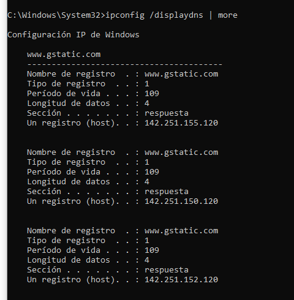 C:\Windows\System32>ipconfig /displaydns | more
Configuración IP de Windows
www.gstatic.com
----------------------------------------
Nombre de registro . : www.gstatic.com
Tipo de registro . . : 1
Período de vida . . . : 109
Longitud de datos . . : 4
Sección . . . . . . . : respuesta
Un registro (host). . : 142.251.155.120
Nombre de registro . : www.gstatic.com
Tipo de registro . . : 1
Período de vida . . . : 109
Longitud de datos . . : 4
Sección . . . . . . . : respuesta
Un registro (host). . : 142.251.150.120
Nombre de registro . : www.gstatic.com
Tipo de registro . . : 1
Período de vida . . . : 109
Longitud de datos . . : 4
Sección . . . . . . . : respuesta
Un registro (host). . : 142.251.152.120